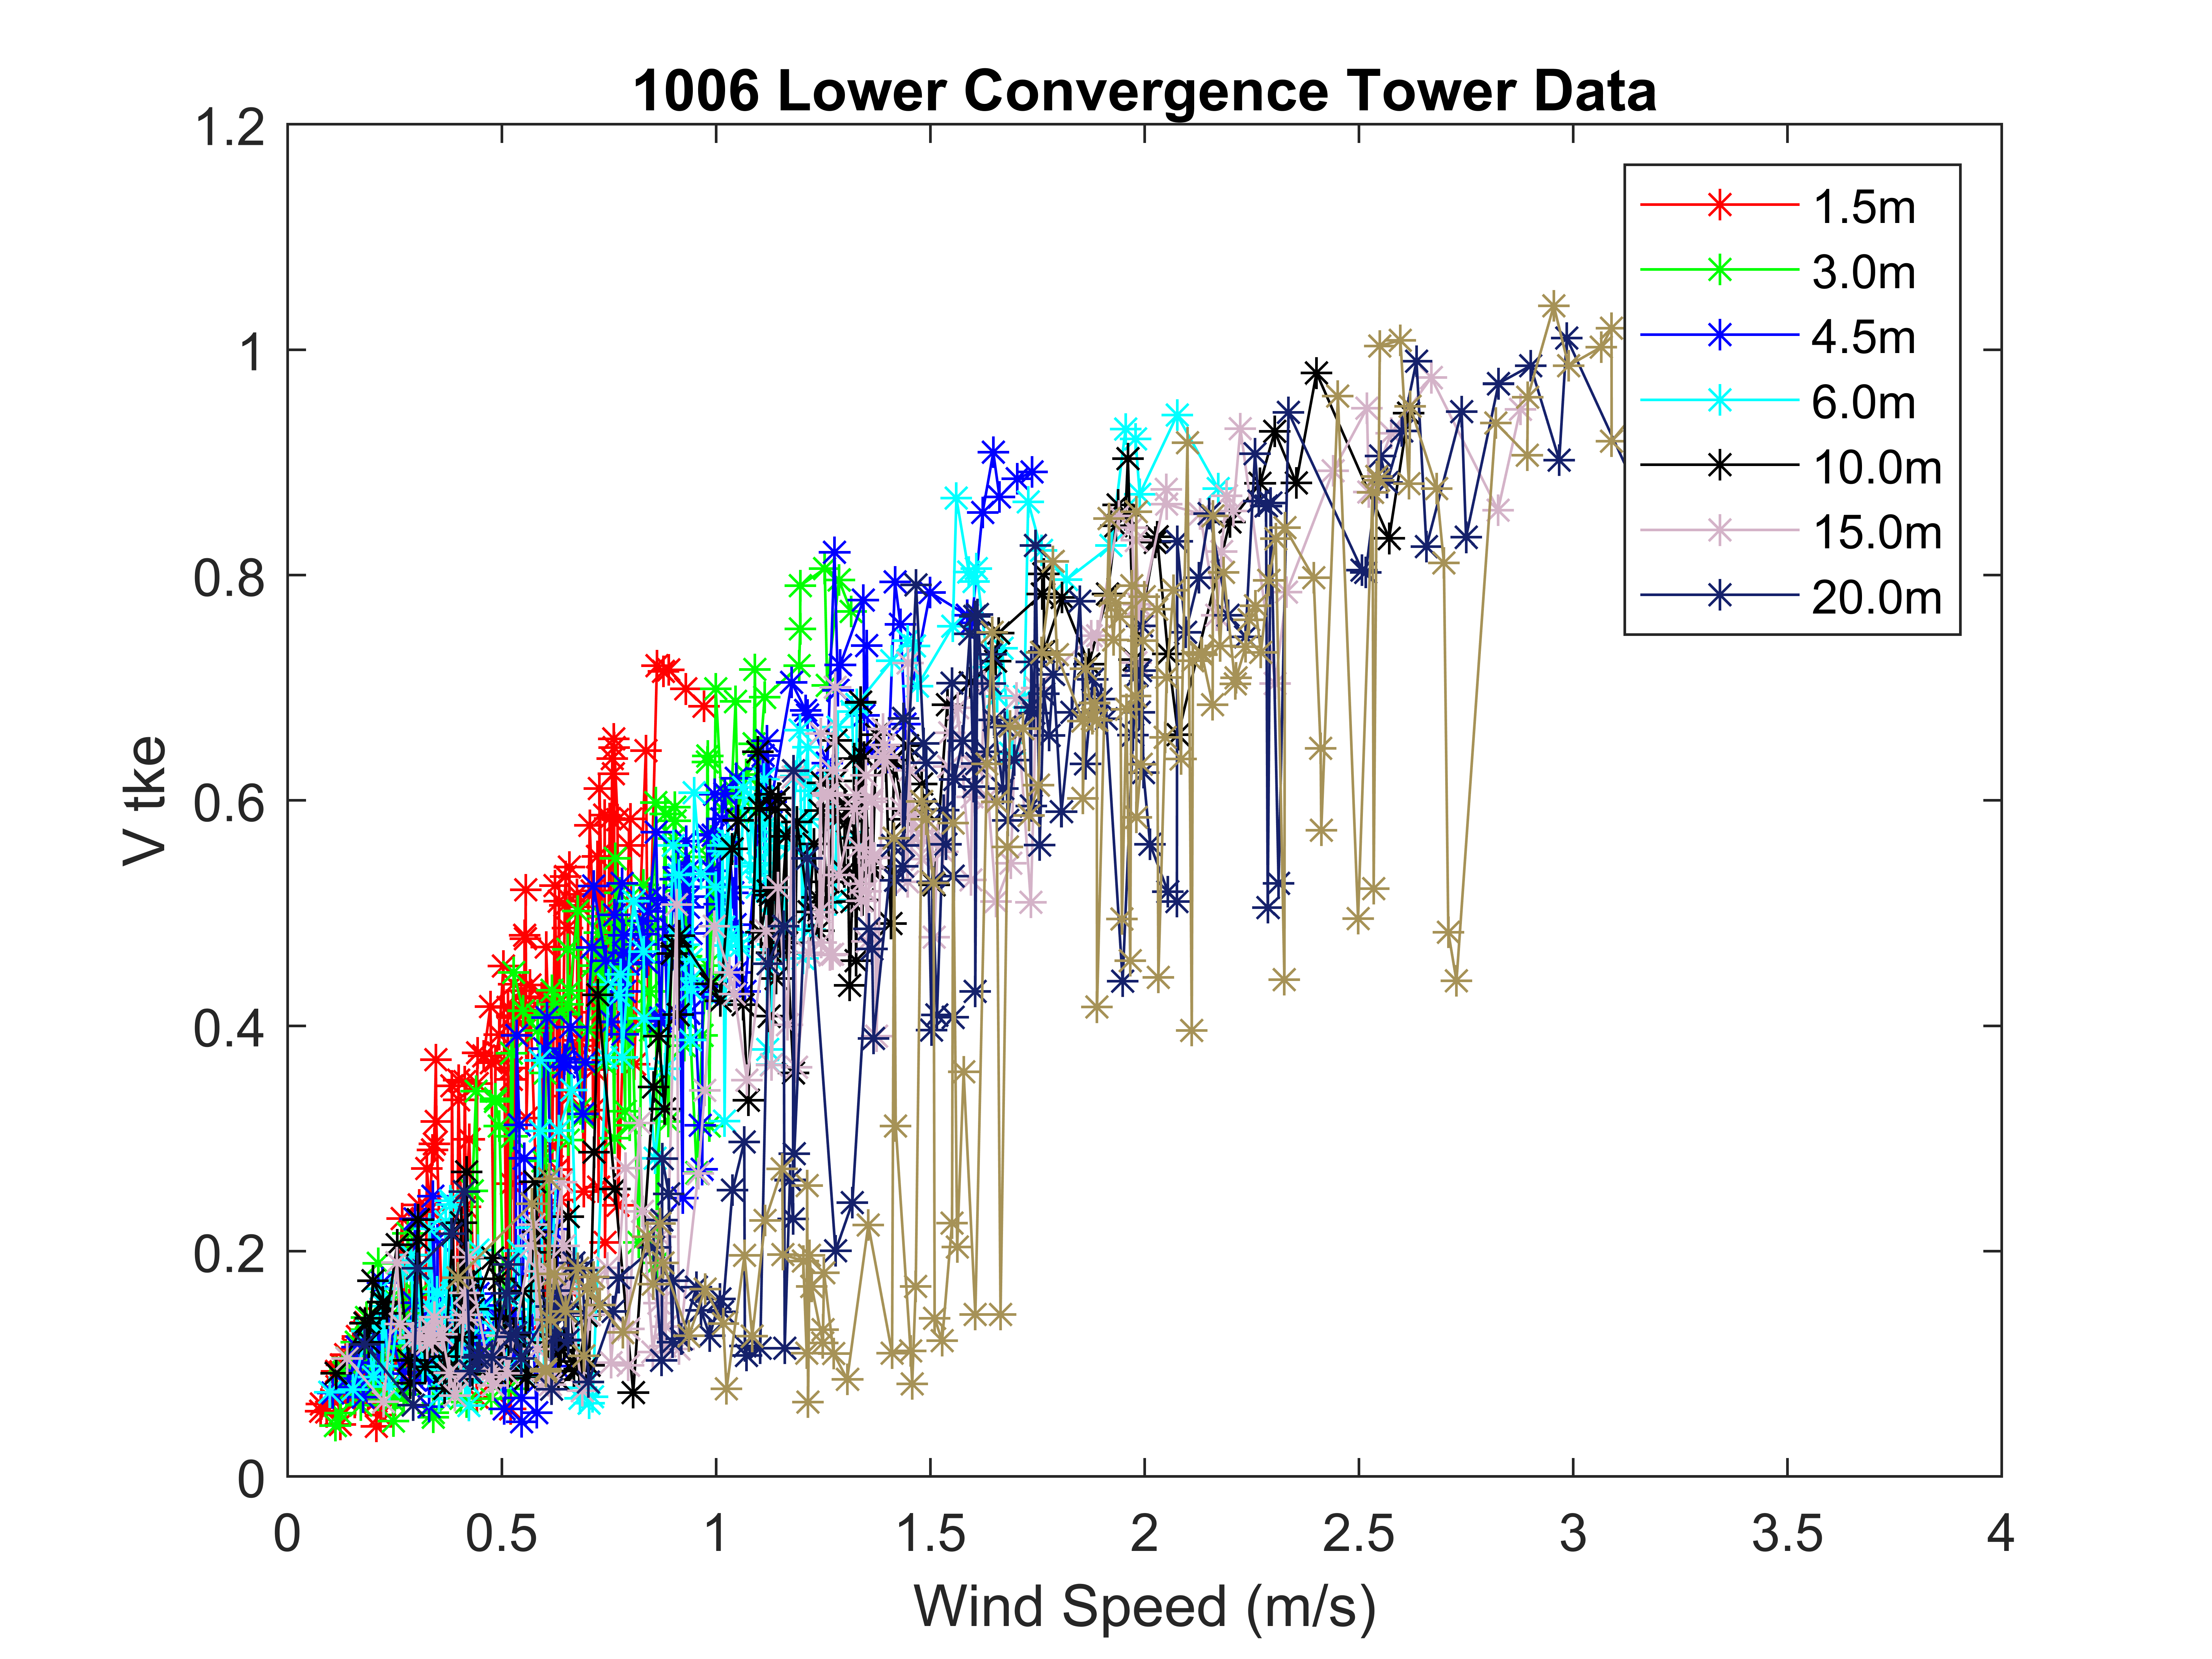 1006 Lower Convergence Tower Data
1.2
1
0.8
0.6
0.4
0.2
0
V tke
1.5m
3.0m
4.5m
6.0m
10.0m
15.0m
20.0m
0 0.5 1 1.5 2 2.5 3 3.5 4
Wind Speed (m/s)